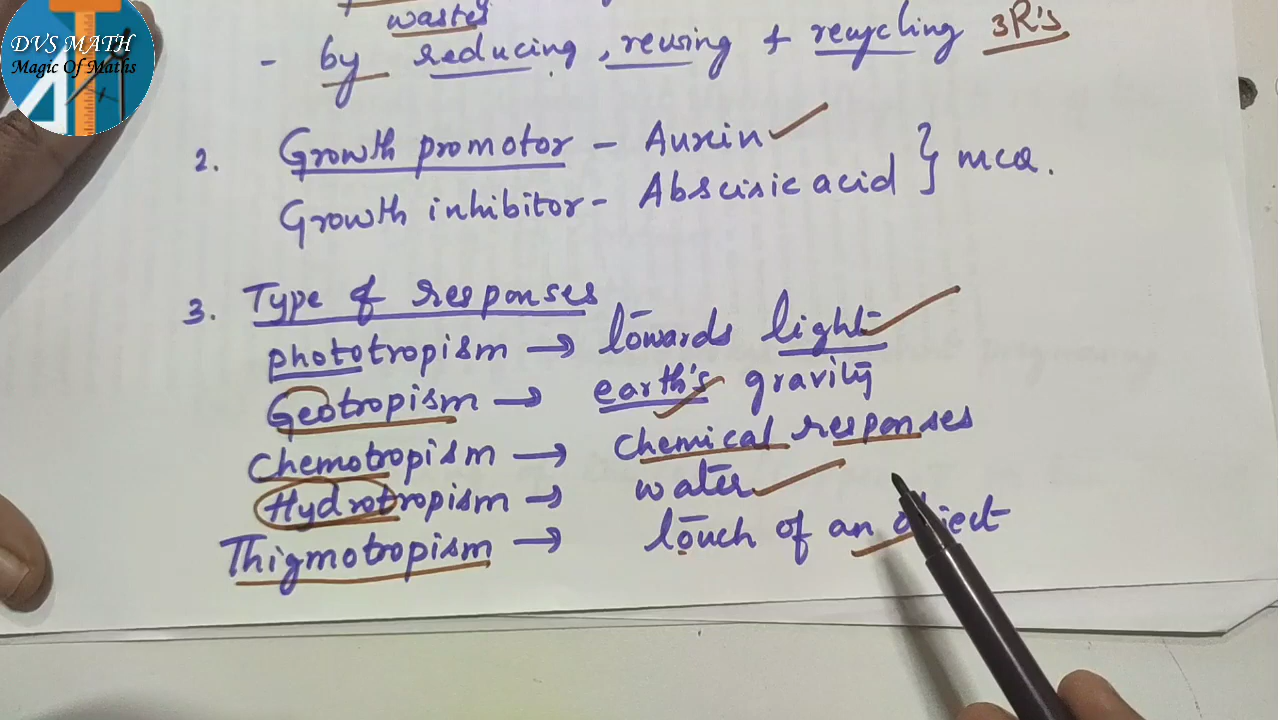 DVS MATH
Magic Of Maths
wastes
- by reducing, reusing + recycling 3R's
2. Growth promotor - Auxin
Growth inhibitor - Abscisic acid } mcq.
3. Type of responses
phototropism → towards light
Geotropism → earth's gravity
Chemotropism → chemical responses
Hydrotropism → water
Thigmotropism → touch of an object